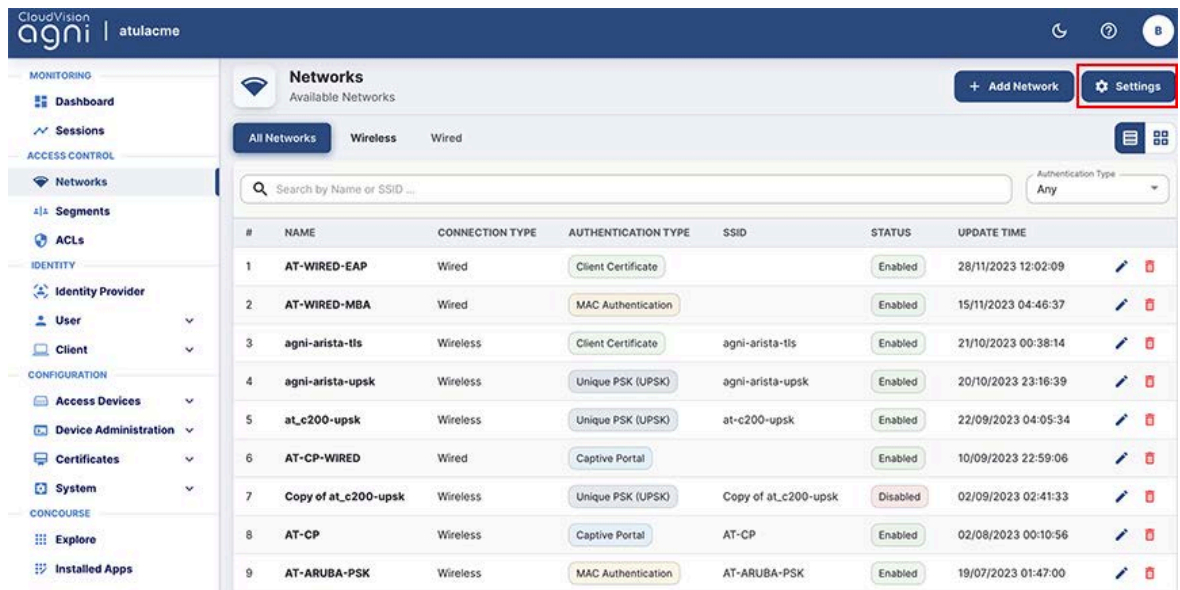 CloudVision
agni | atulacme
B
MONITORING
Dashboard
Sessions
ACCESS CONTROL
Networks
Segments
ACLs
IDENTITY
Identity Provider
User
Client
CONFIGURATION
Access Devices
Device Administration
Certificates
System
CONCOURSE
Explore
Installed Apps
Networks
Available Networks
+ Add Network
Settings
All Networks Wireless Wired
Search by Name or SSID ...
Authentication Type
Any
# NAME CONNECTION TYPE AUTHENTICATION TYPE SSID STATUS UPDATE TIME
1 AT-WIRED-EAP Wired Client Certificate Enabled 28/11/2023 12:02:09
2 AT-WIRED-MBA Wired MAC Authentication Enabled 15/11/2023 04:46:37
3 agni-arista-tls Wireless Client Certificate agni-arista-tls Enabled 21/10/2023 00:38:14
4 agni-arista-upsk Wireless Unique PSK (UPSK) agni-arista-upsk Enabled 20/10/2023 23:16:39
5 at_c200-upsk Wireless Unique PSK (UPSK) at-c200-upsk Enabled 22/09/2023 04:05:34
6 AT-CP-WIRED Wired Captive Portal Enabled 10/09/2023 22:59:06
7 Copy of at_c200-upsk Wireless Unique PSK (UPSK) Copy of at_c200-upsk Disabled 02/09/2023 02:41:33
8 AT-CP Wireless Captive Portal AT-CP Enabled 02/08/2023 00:10:56
9 AT-ARUBA-PSK Wireless MAC Authentication AT-ARUBA-PSK Enabled 19/07/2023 01:47:00